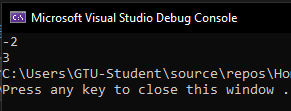 Microsoft Visual Studio Debug Console
-2
3
C:\Users\GTU-Student\source\repos\Ho
Press any key to close this window .